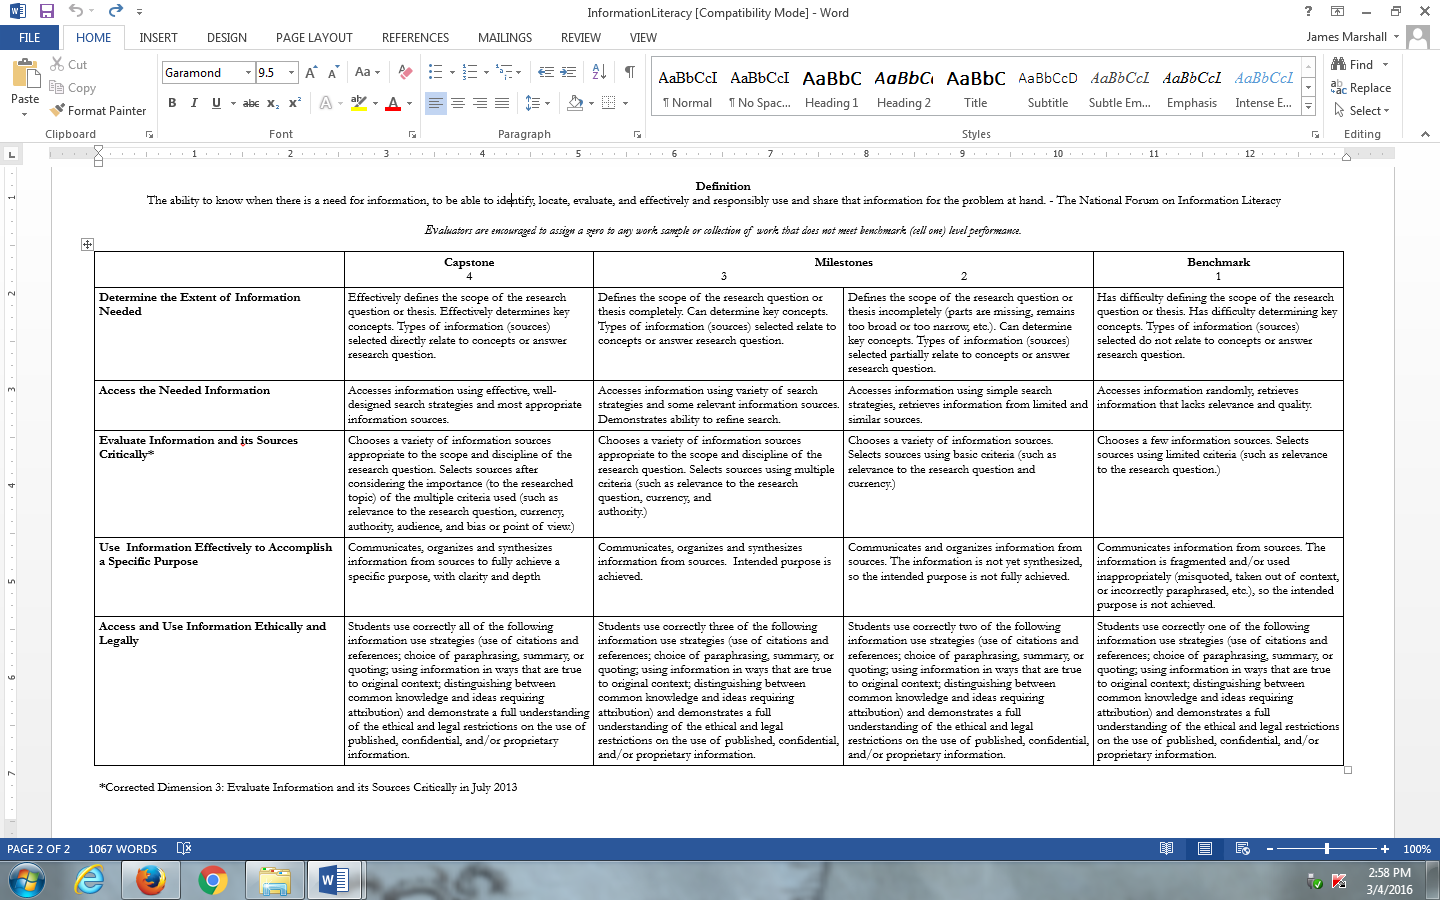 InformationLiteracy [Compatibility Mode] - Word
FILE HOME INSERT DESIGN PAGE LAYOUT REFERENCES MAILINGS REVIEW VIEW James Marshall
Paste
Cut
Copy
Format Painter
Clipboard
Garamond 9.5
Font
Paragraph
AaBbCcI AaBbCcI AaBbC AaBbCc AaBbC AaBbCcD AaBbCcL AaBbCcL AaBbCcL
¶ Normal ¶ No Spac... Heading 1 Heading 2 Title Subtitle Subtle Em... Emphasis Intense E...
Styles
Find
Replace
Select
Editing
1 2 3 4 5 6 7 8 9 10 11 12
Definition
The ability to know when there is a need for information, to be able to identify, locate, evaluate, and effectively and responsibly use and share that information for the problem at hand. - The National Forum on Information Literacy
Evaluators are encouraged to assign a zero to any work sample or collection of work that does not meet benchmark (cell one) level performance.
Capstone
4
Milestones
3 2
Benchmark
1
Determine the Extent of Information
Needed
Effectively defines the scope of the research
question or thesis. Effectively determines key
concepts. Types of information (sources)
selected directly relate to concepts or answer
research question.
Defines the scope of the research question or
thesis completely. Can determine key concepts.
Types of information (sources) selected relate to
concepts or answer research question.
Defines the scope of the research question or
thesis incompletely (parts are missing, remains
too broad or too narrow, etc.). Can determine
key concepts. Types of information (sources)
selected partially relate to concepts or answer
research question.
Has difficulty defining the scope of the research
question or thesis. Has difficulty determining key
concepts. Types of information (sources)
selected do not relate to concepts or answer
research question.
Access the Needed Information
Accesses information using effective, well-
designed search strategies and most appropriate
information sources.
Accesses information using variety of search
strategies and some relevant information sources.
Demonstrates ability to refine search.
Accesses information using simple search
strategies, retrieves information from limited and
similar sources.
Accesses information randomly, retrieves
information that lacks relevance and quality.
Evaluate Information and its Sources
Critically*
Chooses a variety of information sources
appropriate to the scope and discipline of the
research question. Selects sources after
considering the importance (to the researched
topic) of the multiple criteria used (such as
relevance to the research question, currency,
authority, audience, and bias or point of view.)
Chooses a variety of information sources
appropriate to the scope and discipline of the
research question. Selects sources using multiple
criteria (such as relevance to the research
question, currency, and
authority.)
Chooses a variety of information sources.
Selects sources using basic criteria (such as
relevance to the research question and
currency.)
Chooses a few information sources. Selects
sources using limited criteria (such as relevance
to the research question.)
Use Information Effectively to Accomplish
a Specific Purpose
Communicates, organizes and synthesizes
information from sources to fully achieve a
specific purpose, with clarity and depth
Communicates, organizes and synthesizes
information from sources. Intended purpose is
achieved.
Communicates and organizes information from
sources. The information is not yet synthesized,
so the intended purpose is not fully achieved.
Communicates information from sources. The
information is fragmented and/or used
inappropriately (misquoted, taken out of context,
or incorrectly paraphrased, etc.), so the intended
purpose is not achieved.
Access and Use Information Ethically and
Legally
Students use correctly all of the following
information use strategies (use of citations and
references; choice of paraphrasing, summary, or
quoting; using information in ways that are true
to original context; distinguishing between
common knowledge and ideas requiring
attribution) and demonstrate a full understanding
of the ethical and legal restrictions on the use of
published, confidential, and/or proprietary
information.
Students use correctly three of the following
information use strategies (use of citations and
references; choice of paraphrasing, summary, or
quoting; using information in ways that are true
to original context; distinguishing between
common knowledge and ideas requiring
attribution) and demonstrates a full
understanding of the ethical and legal
restrictions on the use of published, confidential,
and/or proprietary information.
Students use correctly two of the following
information use strategies (use of citations and
references; choice of paraphrasing, summary, or
quoting; using information in ways that are true
to original context; distinguishing between
common knowledge and ideas requiring
attribution) and demonstrates a full
understanding of the ethical and legal
restrictions on the use of published, confidential,
and/or proprietary information.
Students use correctly one of the following
information use strategies (use of citations and
references; choice of paraphrasing, summary, or
quoting; using information in ways that are true
to original context; distinguishing between
common knowledge and ideas requiring
attribution) and demonstrates a full
understanding of the ethical and legal restrictions
on the use of published, confidential, and/or
proprietary information.
*Corrected Dimension 3: Evaluate Information and its Sources Critically in July 2013
PAGE 2 OF 2 1067 WORDS 100%
2:58 PM
3/4/2016